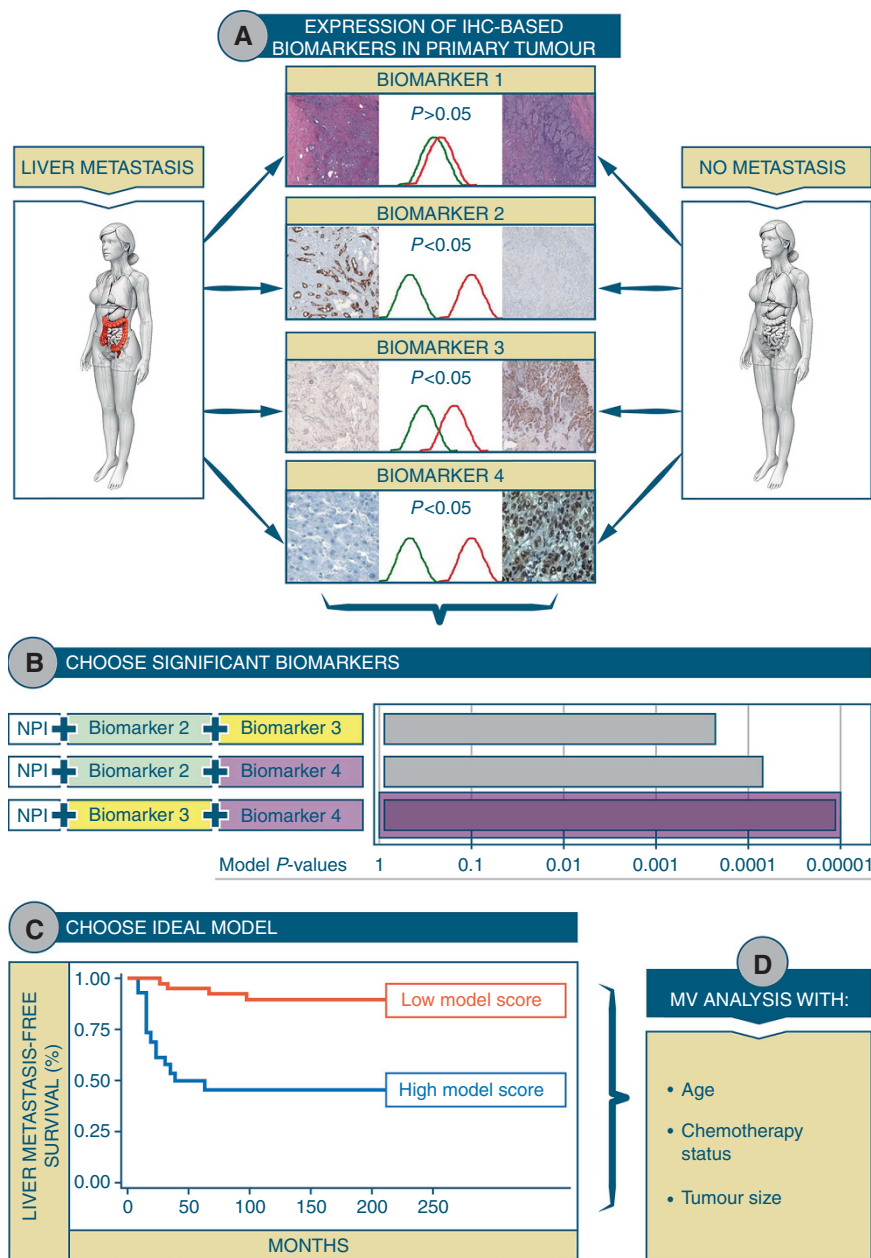 A
EXPRESSION OF IHC-BASED
BIOMARKERS IN PRIMARY TUMOUR
BIOMARKER 1
P>0.05
LIVER METASTASIS
NO METASTASIS
BIOMARKER 2
P<0.05
BIOMARKER 3
P<0.05
BIOMARKER 4
P<0.05
B
CHOOSE SIGNIFICANT BIOMARKERS
NPI + Biomarker 2 + Biomarker 3
NPI + Biomarker 2 + Biomarker 4
NPI + Biomarker 3 + Biomarker 4
Model P-values 1 0.1 0.01 0.001 0.0001 0.00001
C
CHOOSE IDEAL MODEL
LIVER METASTASIS-FREE
SURVIVAL (%)
1.00
0.75
0.50
0.25
0.00
Low model score
High model score
0 50 100 150 200 250
MONTHS
D
MV ANALYSIS WITH:
• Age
• Chemotherapy
status
• Tumour size